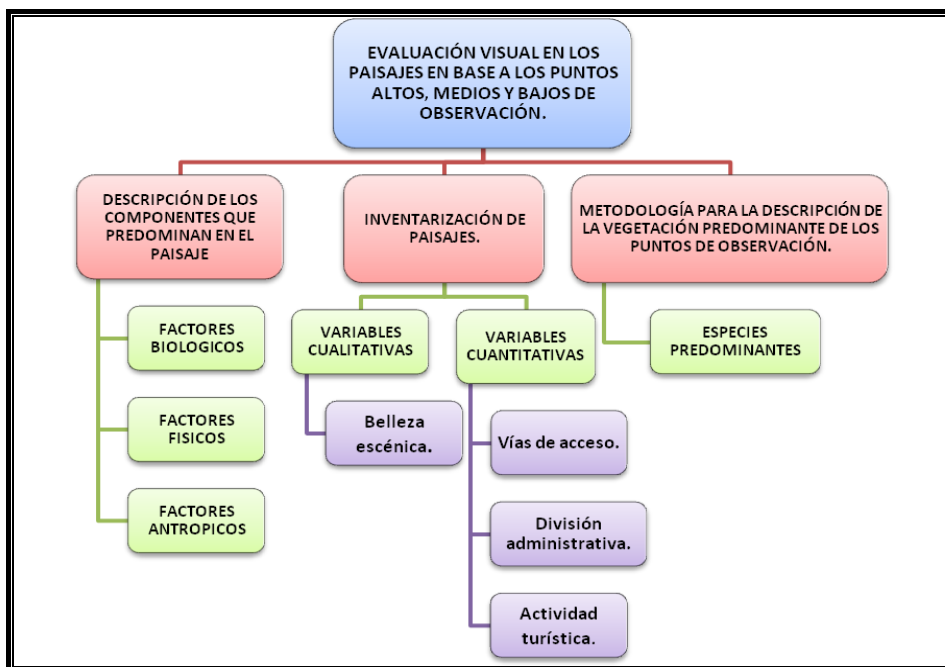 EVALUACIÓN VISUAL EN LOS
PAISAJES EN BASE A LOS PUNTOS
ALTOS, MEDIOS Y BAJOS DE
OBSERVACIÓN.
DESCRIPCIÓN DE LOS
COMPONENTES QUE
PREDOMINAN EN EL
PAISAJE
FACTORES
BIOLOGICOS
FACTORES
FISICOS
FACTORES
ANTROPICOS
INVENTARIZACIÓN DE
PAISAJES.
VARIABLES
CUALITATIVAS
Belleza
escénica.
VARIABLES
CUANTITATIVAS
Vías de acceso.
División
administrativa.
Actividad
turística.
METODOLOGÍA PARA LA DESCRIPCIÓN DE
LA VEGETACIÓN PREDOMINANTE DE LOS
PUNTOS DE OBSERVACIÓN.
ESPECIES
PREDOMINANTES